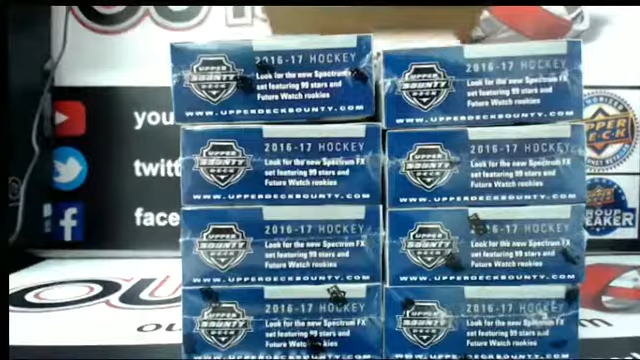 you
twitt
face
UPPER
BOUNTY
DECK
2016-17 HOCKEY
Look for the new Spectrum FX
set featuring 99 stars and
Future Watch rookies
WWW.UPPERDECKBOUNTY.COM
UPPER
BOUNTY
DECK
2016-17 HOCKEY
Look for the new Spectrum FX
set featuring 99 stars and
Future Watch rookies
WWW.UPPERDECKBOUNTY.COM
UPPER
BOUNTY
DECK
2016-17 HOCKEY
Look for the new Spectrum FX
set featuring 99 stars and
Future Watch rookies
WWW.UPPERDECKBOUNTY.COM
UPPER
BOUNTY
DECK
2016-17 HOCKEY
Look for the new Spectrum FX
set featuring 99 stars and
Future Watch rookies
WWW.UPPERDECKBOUNTY.COM
UPPER
BOUNTY
DECK
2016-17 HOCKEY
Look for the new Spectrum FX
set featuring 99 stars and
Future Watch rookies
WWW.UPPERDECKBOUNTY.COM
UPPER
BOUNTY
DECK
6-17 HOCKEY
Look for the new Spectrum FX
set featuring 99 stars and
Future Watch rookies
WWW.UPPERDECKBOUNTY.COM
UPPER
BOUNTY
DECK
2016-17 HOCKEY
Look for the new Spectrum FX
set featuring 99 stars and
Future Watch rookies
UPPER
BOUNTY
DECK
2016-17 HOCKEY
Look for the new Spectrum FX
set featuring 99 stars and
Future Watch rookies
AUTHORIZED
UPPER
DECK
UPPER DECK
BREAKER